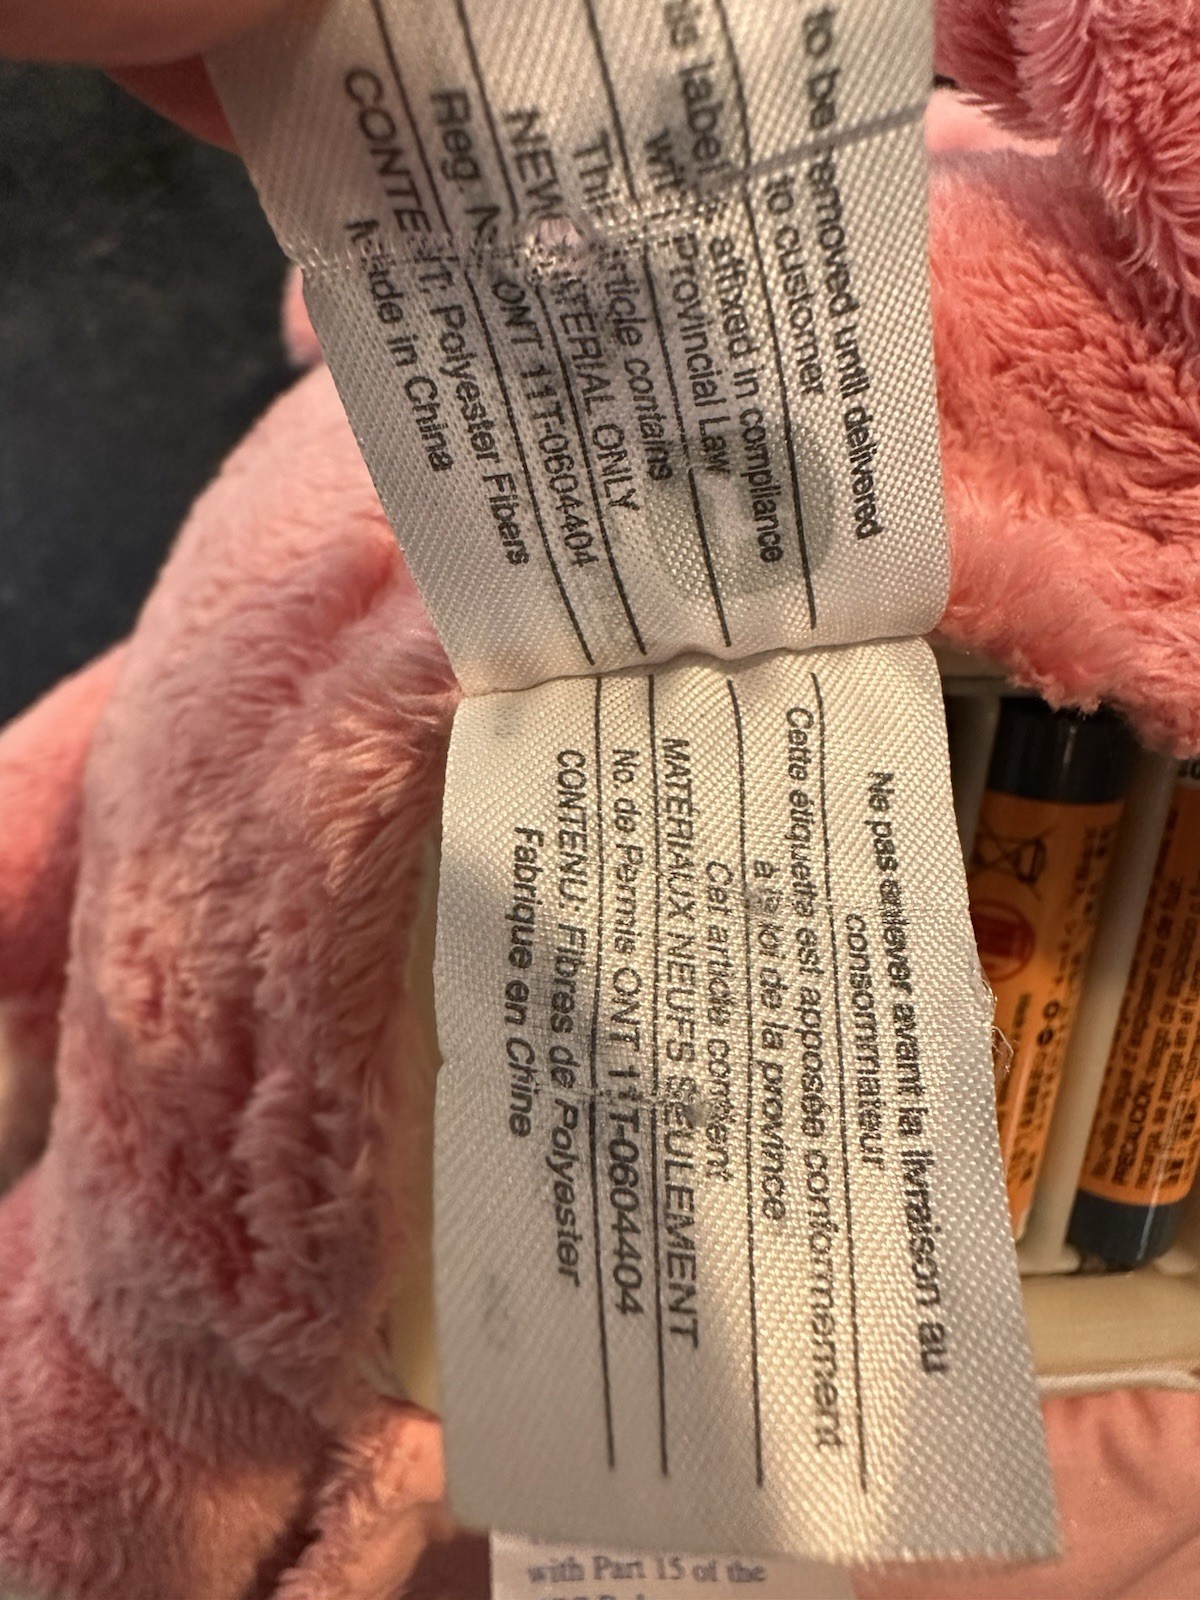 to be removed until delivered
to customer
his label is affixed in compliance
with Provincial Law
This article contains
NEW MATERIAL ONLY
Reg. No. ONT 11T-0604404
CONTENT: Polyester Fibers
Made in China
Ne pas enlever avant la livraison au
consommateur
Cette étiquette est apposée conformement
à la loi de la province
Cet article contient
MATERIAUX NEUFS SEULEMENT
No. de Permis ONT 11T-0604404
CONTENU: Fibres de Polyester
Fabrique en Chine
with Part 15 of the